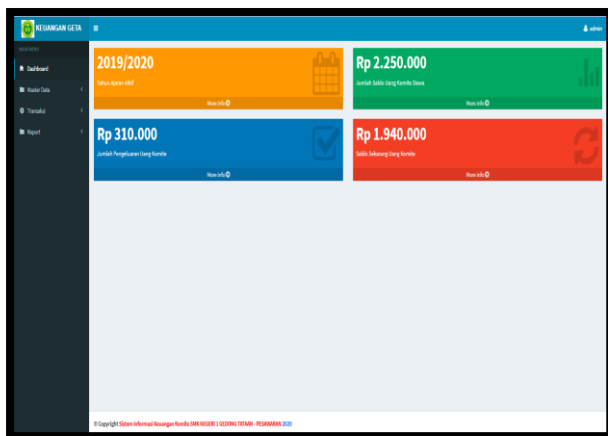 KEUANGAN GETA
admin
MAIN MENU
Dashboard
Master Data
Transaksi
Report
2019/2020
Tahun Ajaran Aktif
More info
Rp 2.250.000
Jumlah Saldo Uang Komite Siswa
More info
Rp 310.000
Jumlah Pengeluaran Uang Komite
More info
Rp 1.940.000
Saldo Sekarang Uang Komite
More info
© Copyright Sistem Informasi Keuangan Komite SMK NEGERI 1 GEDONG TATAAN - PESAWARAN 2020